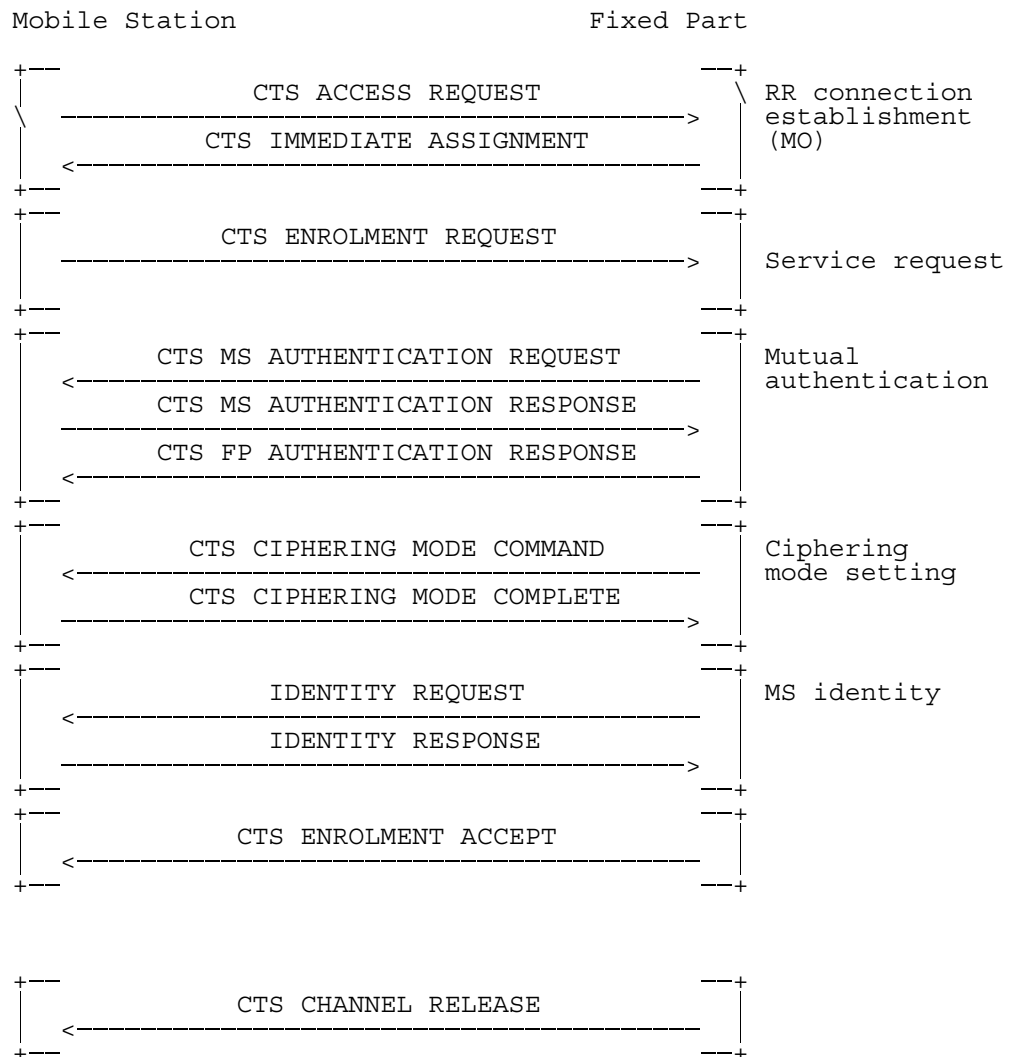 Mobile Station Fixed Part
CTS ACCESS REQUEST RR connection
establishment
CTS IMMEDIATE ASSIGNMENT (MO)
CTS ENROLMENT REQUEST
Service request
CTS MS AUTHENTICATION REQUEST Mutual
authentication
CTS MS AUTHENTICATION RESPONSE
CTS FP AUTHENTICATION RESPONSE
CTS CIPHERING MODE COMMAND Ciphering
mode setting
CTS CIPHERING MODE COMPLETE
IDENTITY REQUEST MS identity
IDENTITY RESPONSE
CTS ENROLMENT ACCEPT
CTS CHANNEL RELEASE